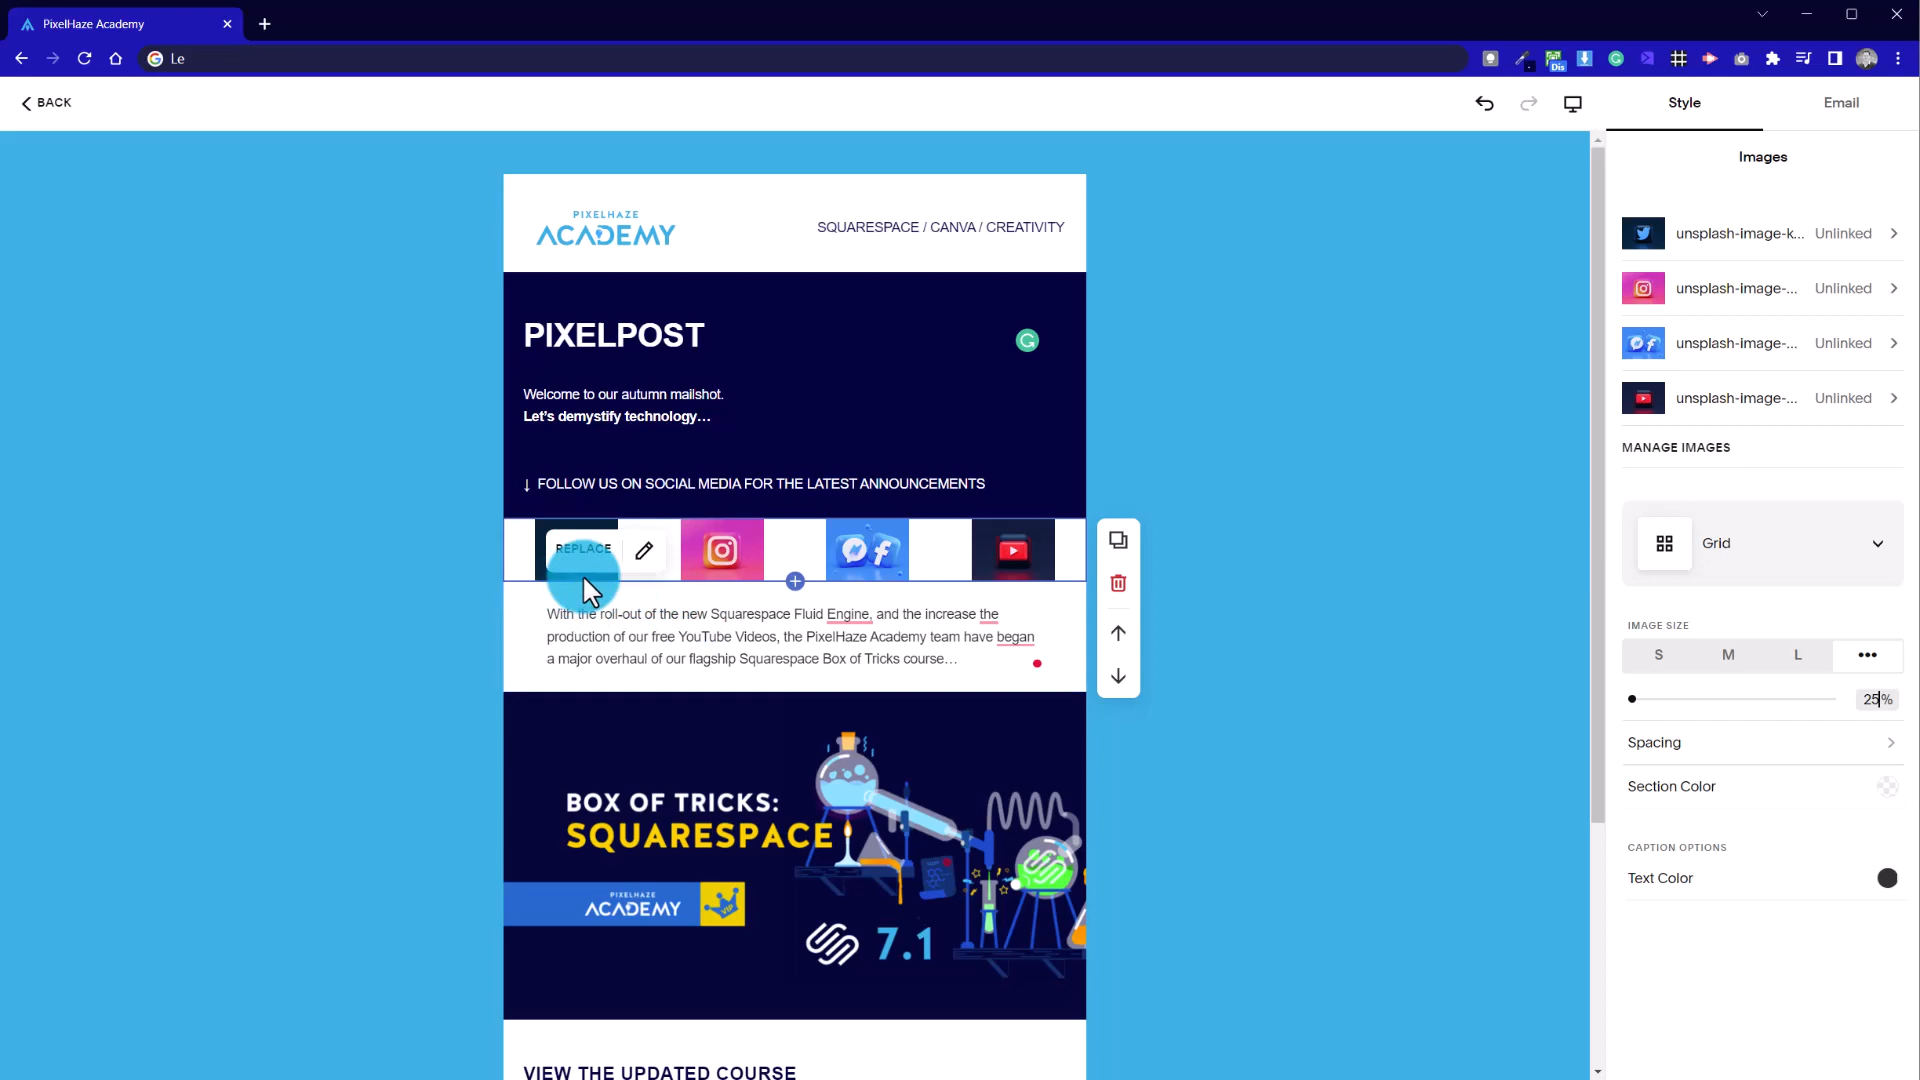 PixelHaze Academy
Le
Dis
BACK
Style
Email
Images
PIXELHAZE
ACADEMY
SQUARESPACE / CANVA / CREATIVITY
PIXELPOST
Welcome to our autumn mailshot.
Let's demystify technology…
↓ FOLLOW US ON SOCIAL MEDIA FOR THE LATEST ANNOUNCEMENTS
REPLACE
With the roll-out of the new Squarespace Fluid Engine, and the increase the
production of our free YouTube Videos, the PixelHaze Academy team have began
a major overhaul of our flagship Squarespace Box of Tricks course…
BOX OF TRICKS:
SQUARESPACE
PIXELHAZE
ACADEMY
VIP
7.1
VIEW THE UPDATED COURSE
unsplash-image-k... Unlinked
unsplash-image-... Unlinked
unsplash-image-... Unlinked
unsplash-image-... Unlinked
MANAGE IMAGES
Grid
IMAGE SIZE
S M L •••
25%
Spacing
Section Color
CAPTION OPTIONS
Text Color